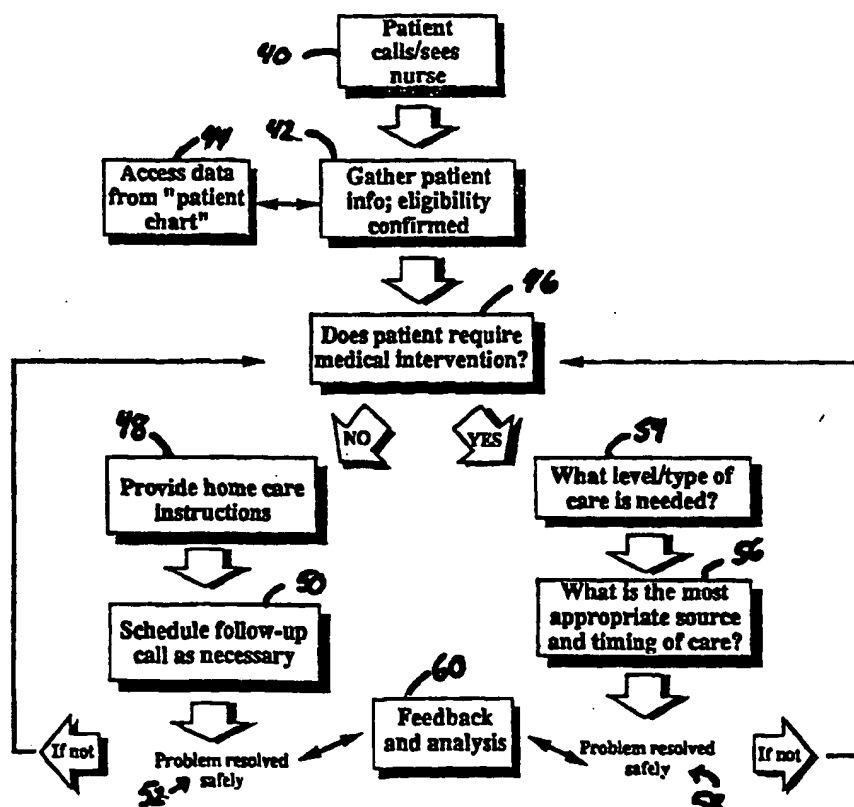 Patient
calls/sees
nurse
40
44
42
Access data
from "patient
chart"
Gather patient
info; eligibility
confirmed
46
Does patient require
medical intervention?
NO
YES
48
54
Provide home care
instructions
What level/type of
care is needed?
50
56
Schedule follow-up
call as necessary
What is the most
appropriate source
and timing of care?
60
Feedback
and analysis
If not
Problem resolved
safely
52
Problem resolved
safely
If not